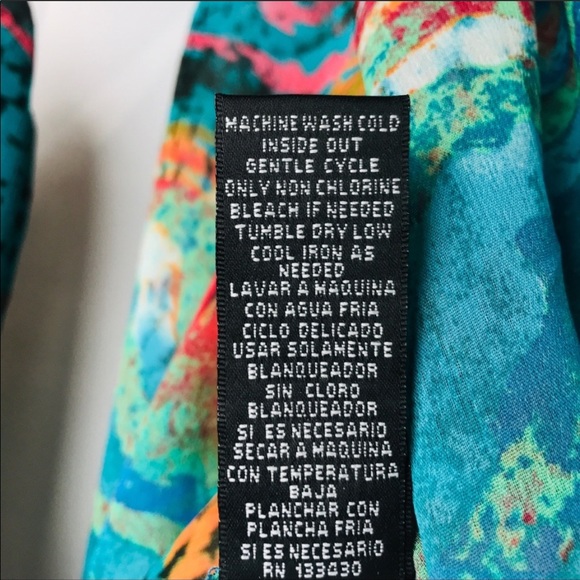 MACHINE WASH COLD
INSIDE OUT
GENTLE CYCLE
ONLY NON CHLORINE
BLEACH IF NEEDED
TUMBLE DRY LOW
COOL IRON AS
NEEDED
LAVAR A MAQUINA
CON AGUA FRIA
CICLO DELICADO
USAR SOLAMENTE
BLANQUEADOR
SIN CLORO
BLANQUEADOR
SI ES NECESARIO
SECAR A MAQUINA
CON TEMPERATURA
BAJA
PLANCHAR CON
PLANCHA FRIA
SI ES NECESARIO
RN 133430